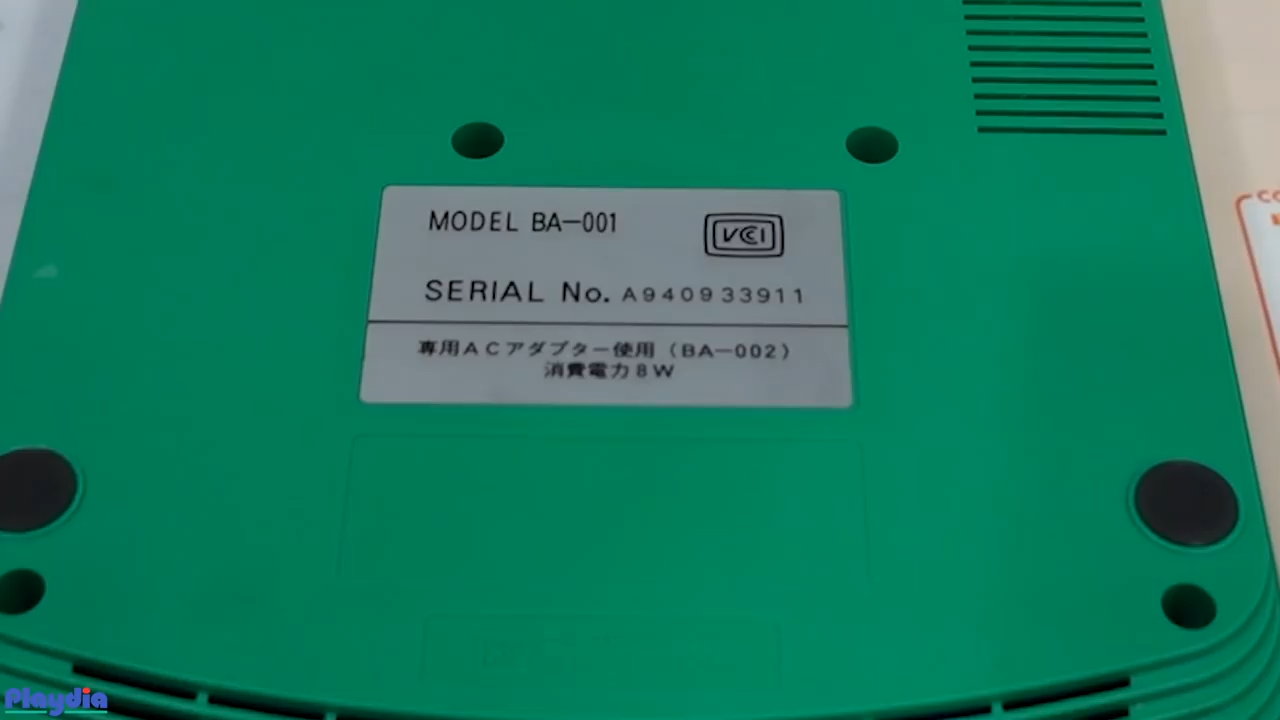 MODEL BA-001
VCCI
SERIAL No. A940933911
専用ACアダプター使用 (BA-002)
消費電力8W
CO
Playdia